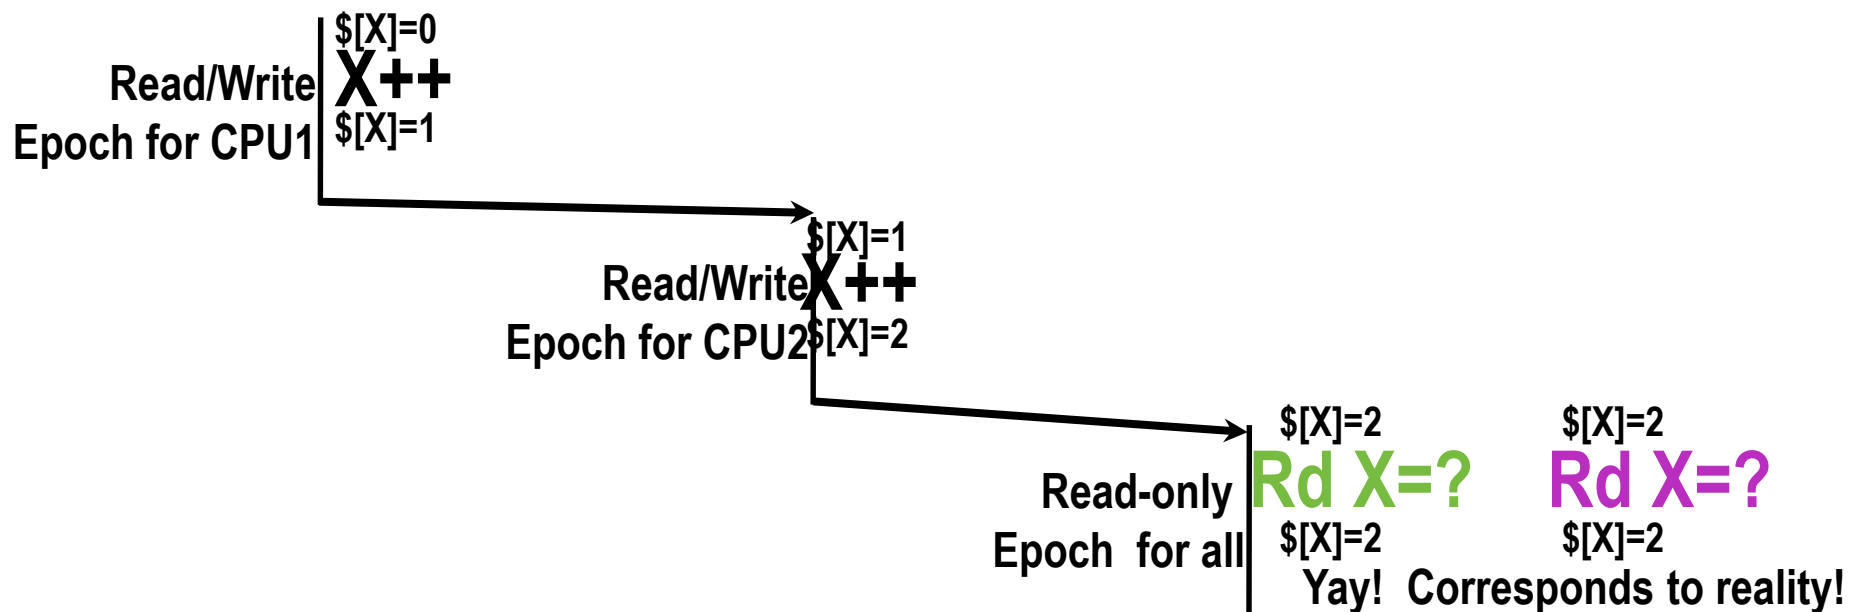 $[X]=0
X++
$[X]=1
Read/Write
Epoch for CPU1
$[X]=1
X++
$[X]=2
Read/Write
Epoch for CPU2
$[X]=2 $[X]=2
Rd X=? Rd X=?
$[X]=2 $[X]=2
Read-only
Epoch for all
Yay! Corresponds to reality!